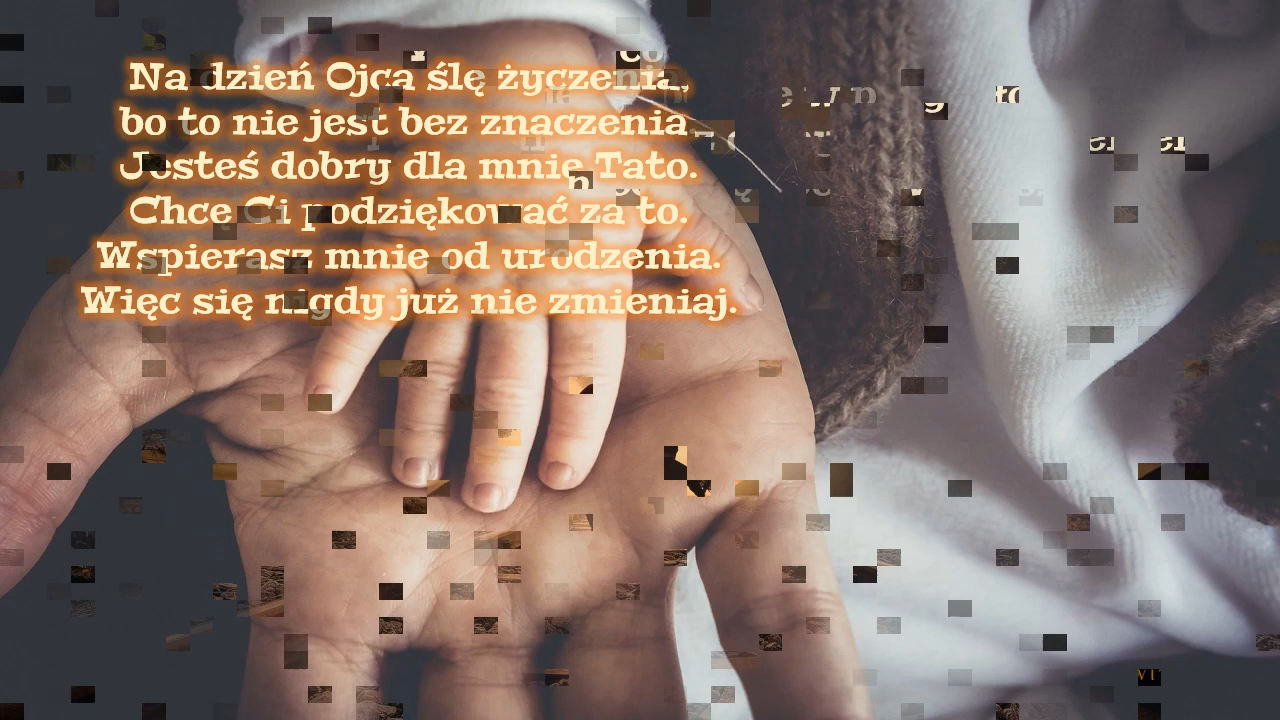 Na dzień Ojca ślę życzenia,
bo to nie jest bez znaczenia
Jesteś dobry dla mnie Tato.
Chce Ci podziękować za to.
Wspierasz mnie od urodzenia.
Więc się nigdy już nie zmieniaj.